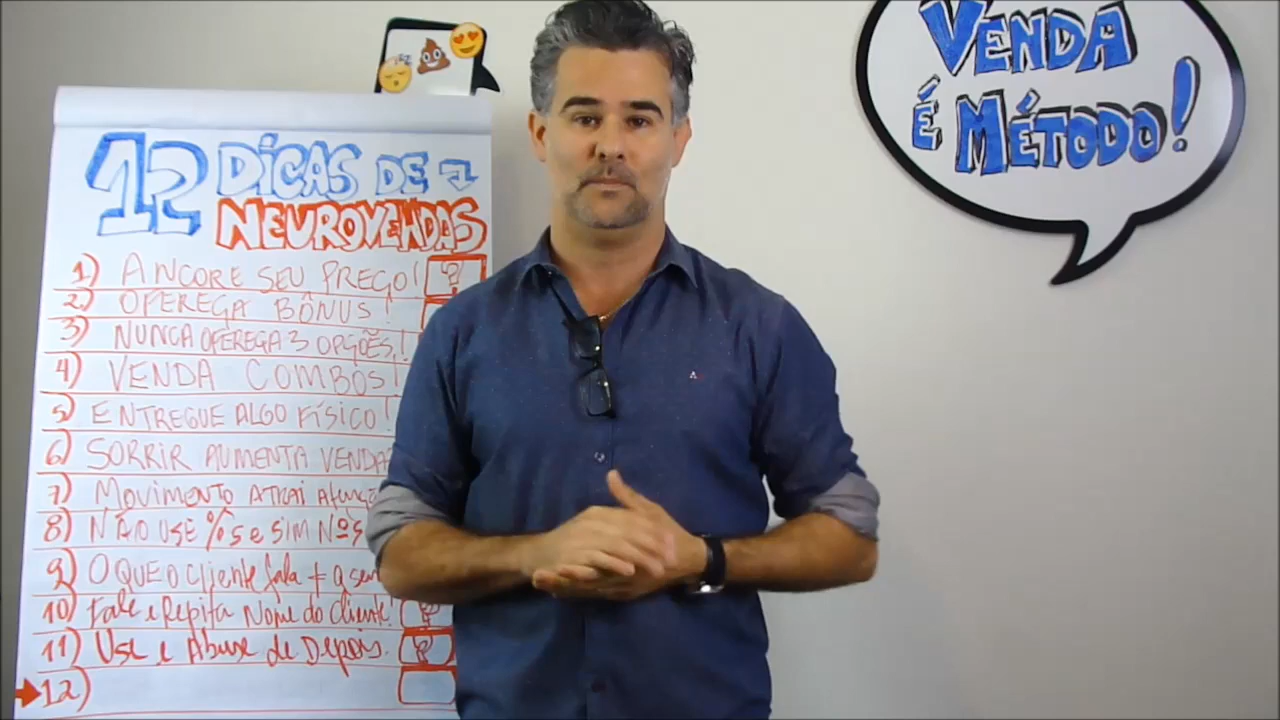 12 DICAS DE
NEUROVENDAS
1) ANCORE SEU PREÇO! ?
2) OFEREÇA BÔNUS!
3) NUNCA OFEREÇA 3 OPÇÕES!
4) VENDA COMBOS!
5) ENTREGUE ALGO FÍSICO!
6) SORRIR AUMENTA VENDA
7) MOVIMENTO ATRAI Atenção
8) NÃO USE %s e SIM Nºs
9) O QUE O Cliente fala + q seu
10) Fale e Repita Nome do Cliente! ?
11) Use e Abuse de Depois. ?
12)
VENDA
É MÉTODO!